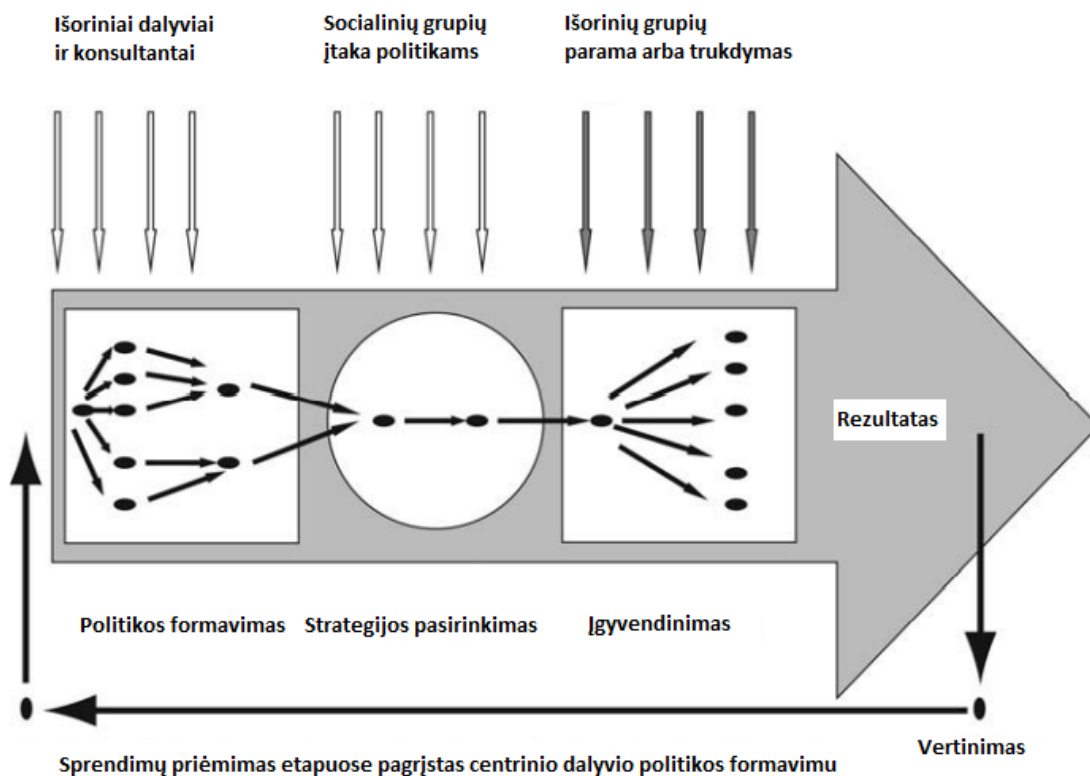 Išoriniai dalyviai
ir konsultantai
Socialinių grupių
įtaka politikams
Išorinių grupių
parama arba trukdymas
Rezultatas
Politikos formavimas
Strategijos pasirinkimas
Įgyvendinimas
Vertinimas
Sprendimų priėmimas etapuose pagrįstas centrinio dalyvio politikos formavimu